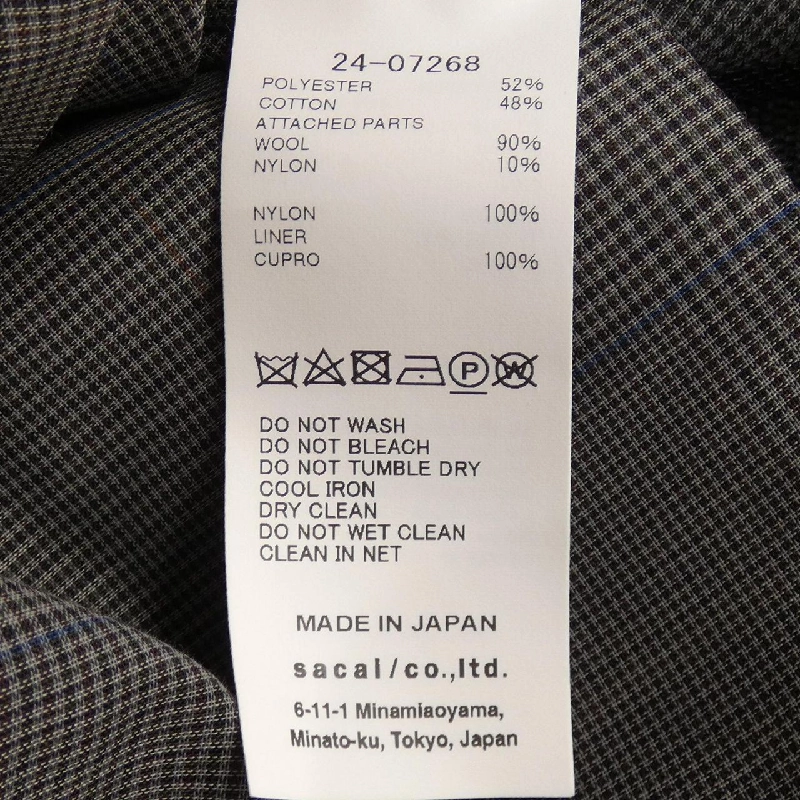 24-07268
POLYESTER 52%
COTTON 48%
ATTACHED PARTS
WOOL 90%
NYLON 10%
NYLON 100%
LINER
CUPRO 100%
P W
DO NOT WASH
DO NOT BLEACH
DO NOT TUMBLE DRY
COOL IRON
DRY CLEAN
DO NOT WET CLEAN
CLEAN IN NET
MADE IN JAPAN
sacai/co.,ltd.
6-11-1 Minamiaoyama,
Minato-ku, Tokyo, Japan